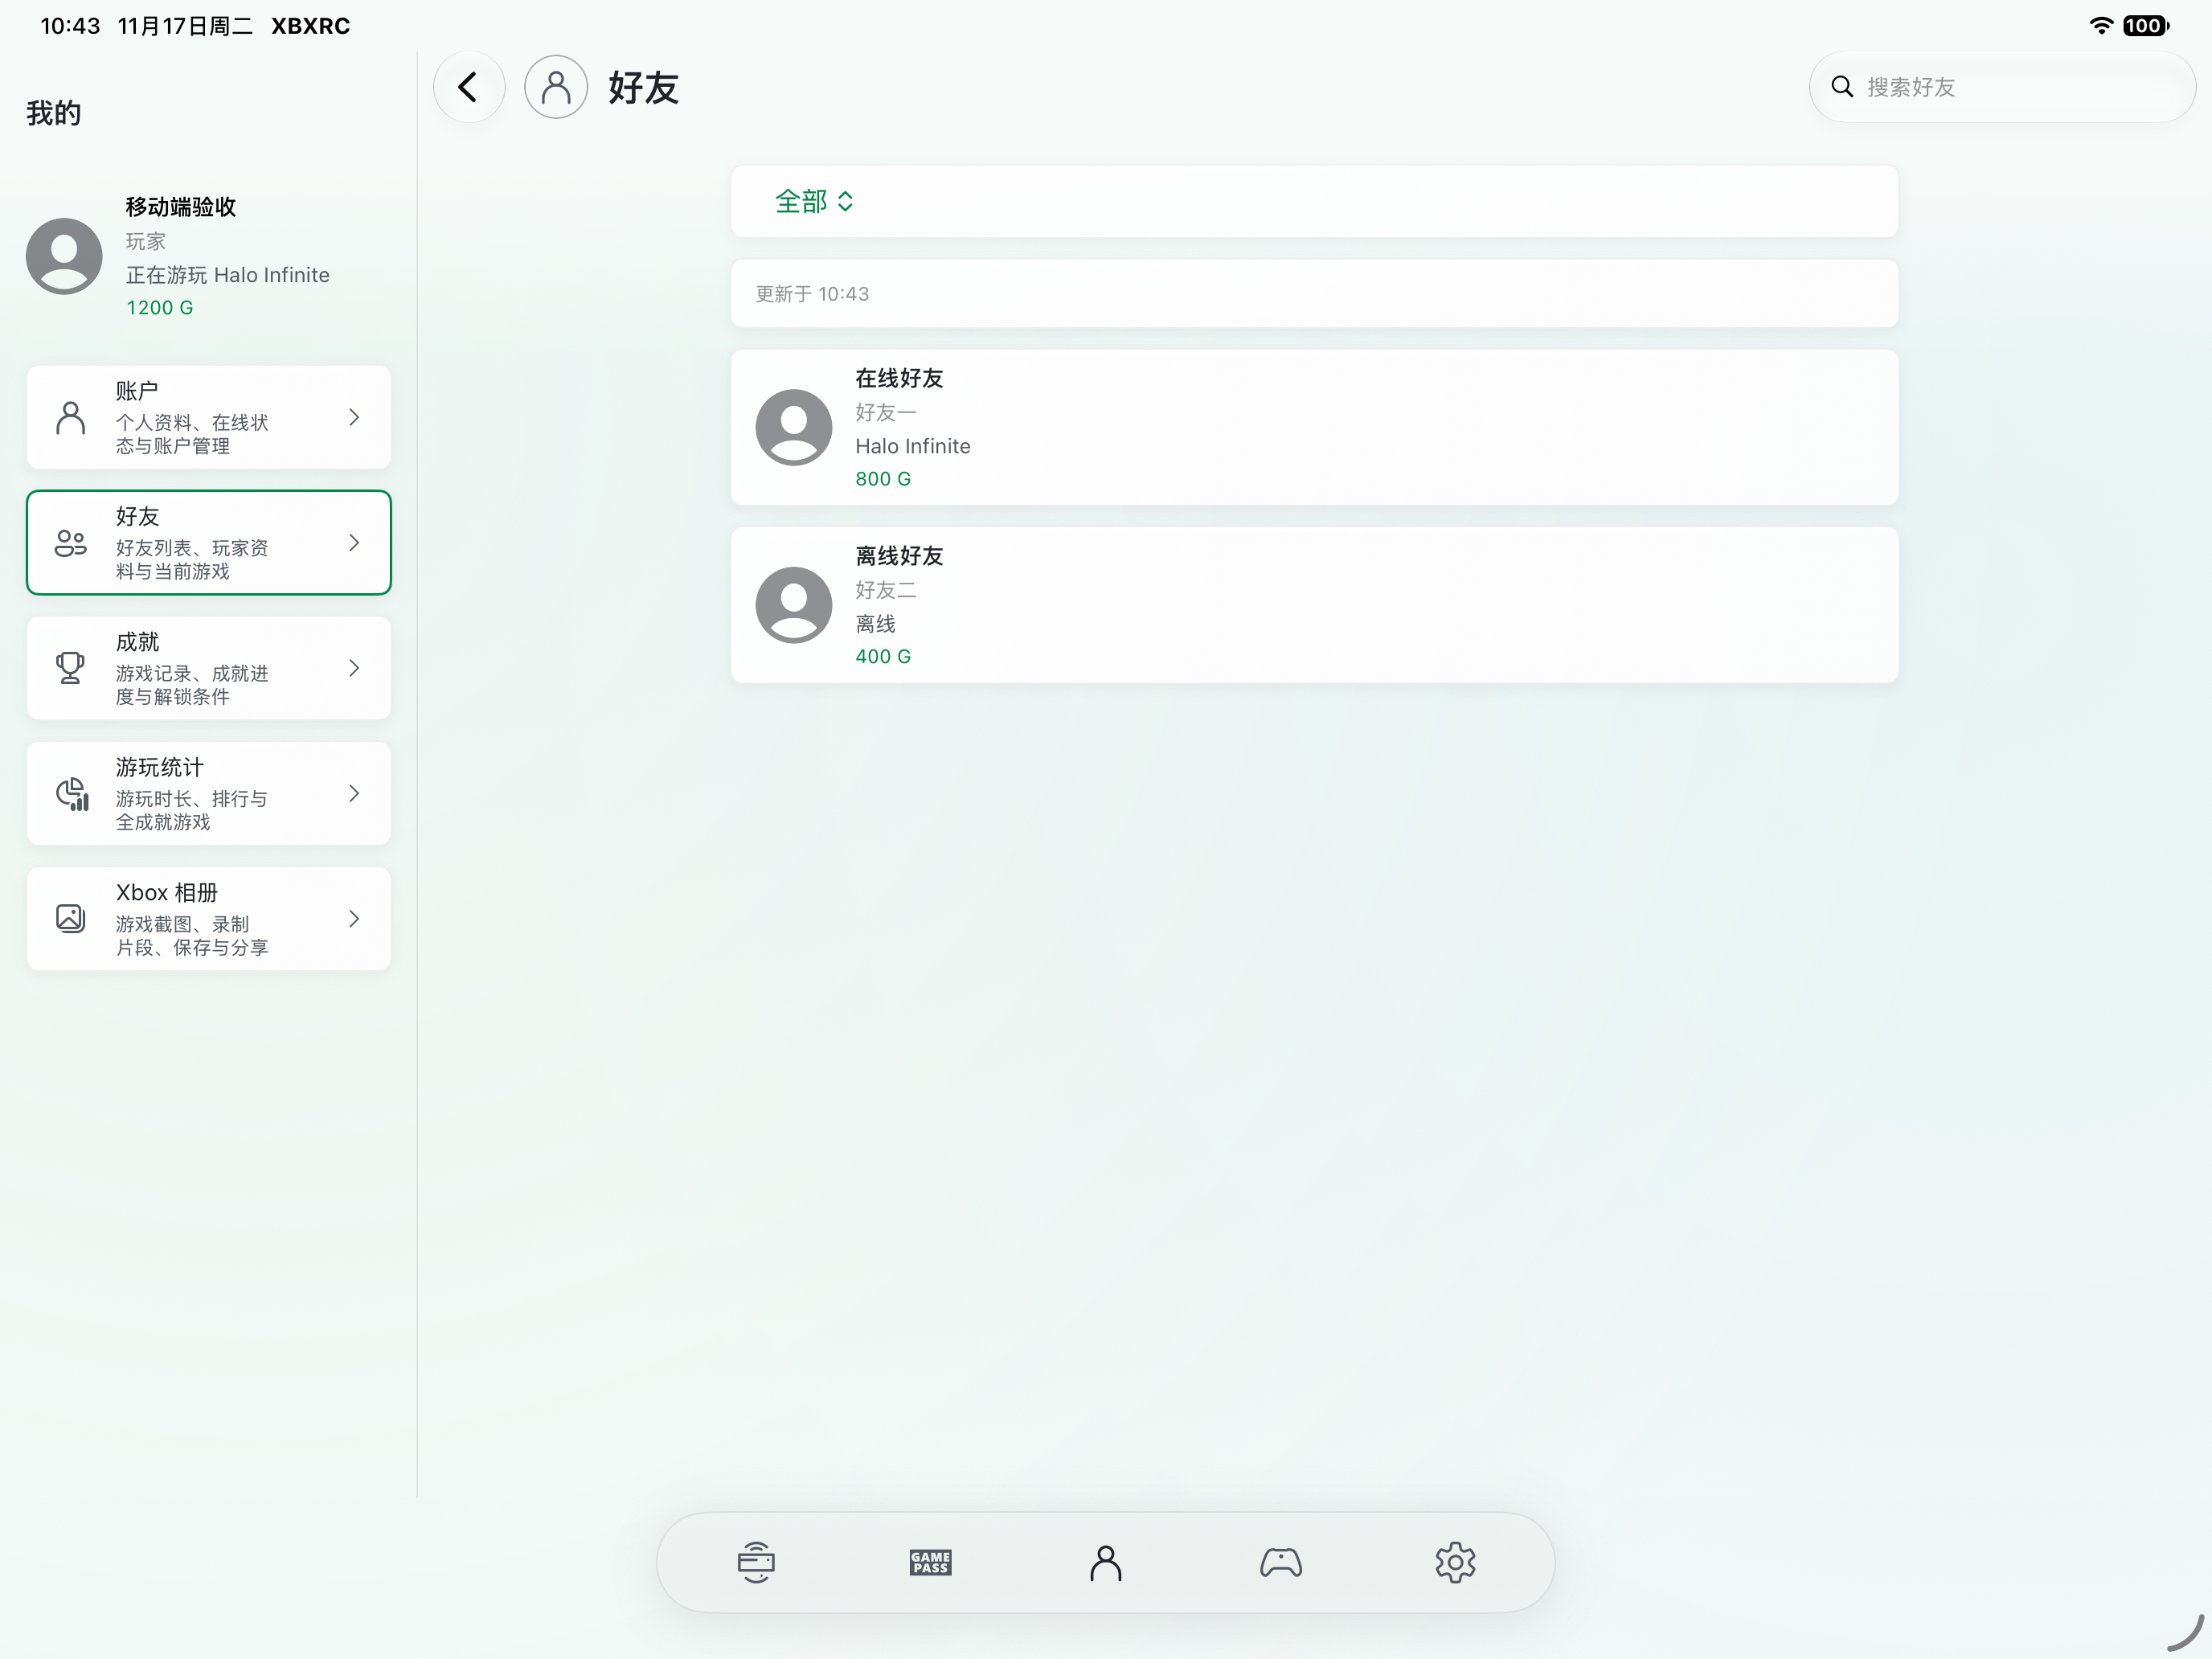 10:43 11月17日周二 XBXRC
100
我的
好友
搜索好友
移动端验收
玩家
正在游玩 Halo Infinite
1200 G
账户
个人资料、在线状
态与账户管理
好友
好友列表、玩家资
料与当前游戏
成就
游戏记录、成就进
度与解锁条件
游玩统计
游玩时长、排行与
全成就游戏
Xbox 相册
游戏截图、录制
片段、保存与分享
全部
更新于 10:43
在线好友
好友一
Halo Infinite
800 G
离线好友
好友二
离线
400 G
GAME
PASS